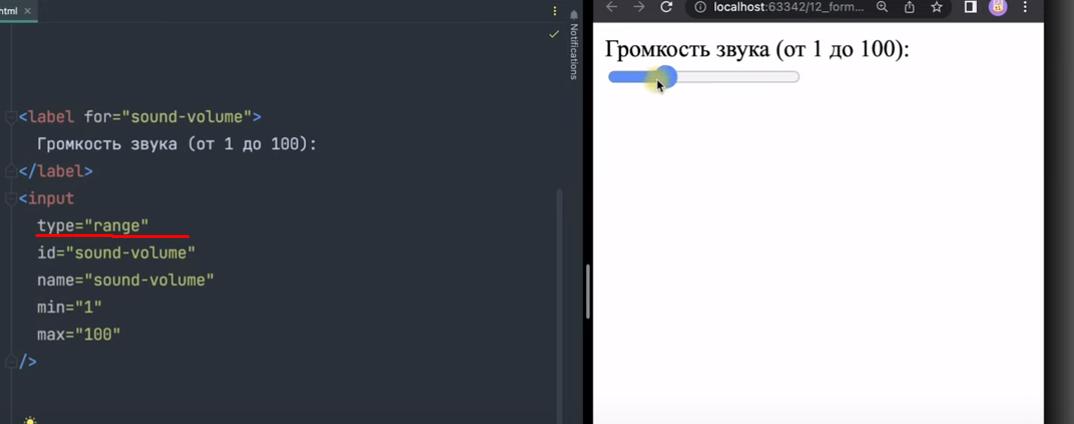 html ×
localhost:63342/12_form...
Notifications
<label for="sound-volume">
Громкость звука (от 1 до 100):
</label>
<input
type="range"
id="sound-volume"
name="sound-volume"
min="1"
max="100"
/>
Громкость звука (от 1 до 100):